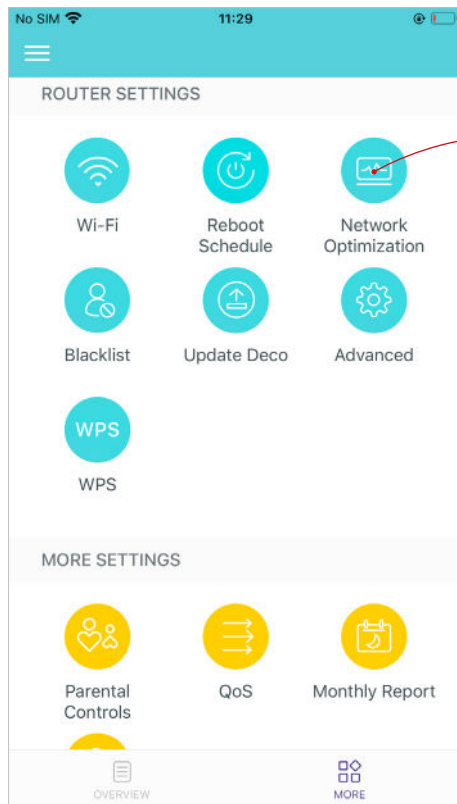 No SIM 11:29
ROUTER SETTINGS
Wi-Fi
Reboot
Schedule
Network
Optimization
Blacklist
Update Deco
Advanced
WPS
WPS
MORE SETTINGS
Parental
Controls
QoS
Monthly Report
OVERVIEW
MORE